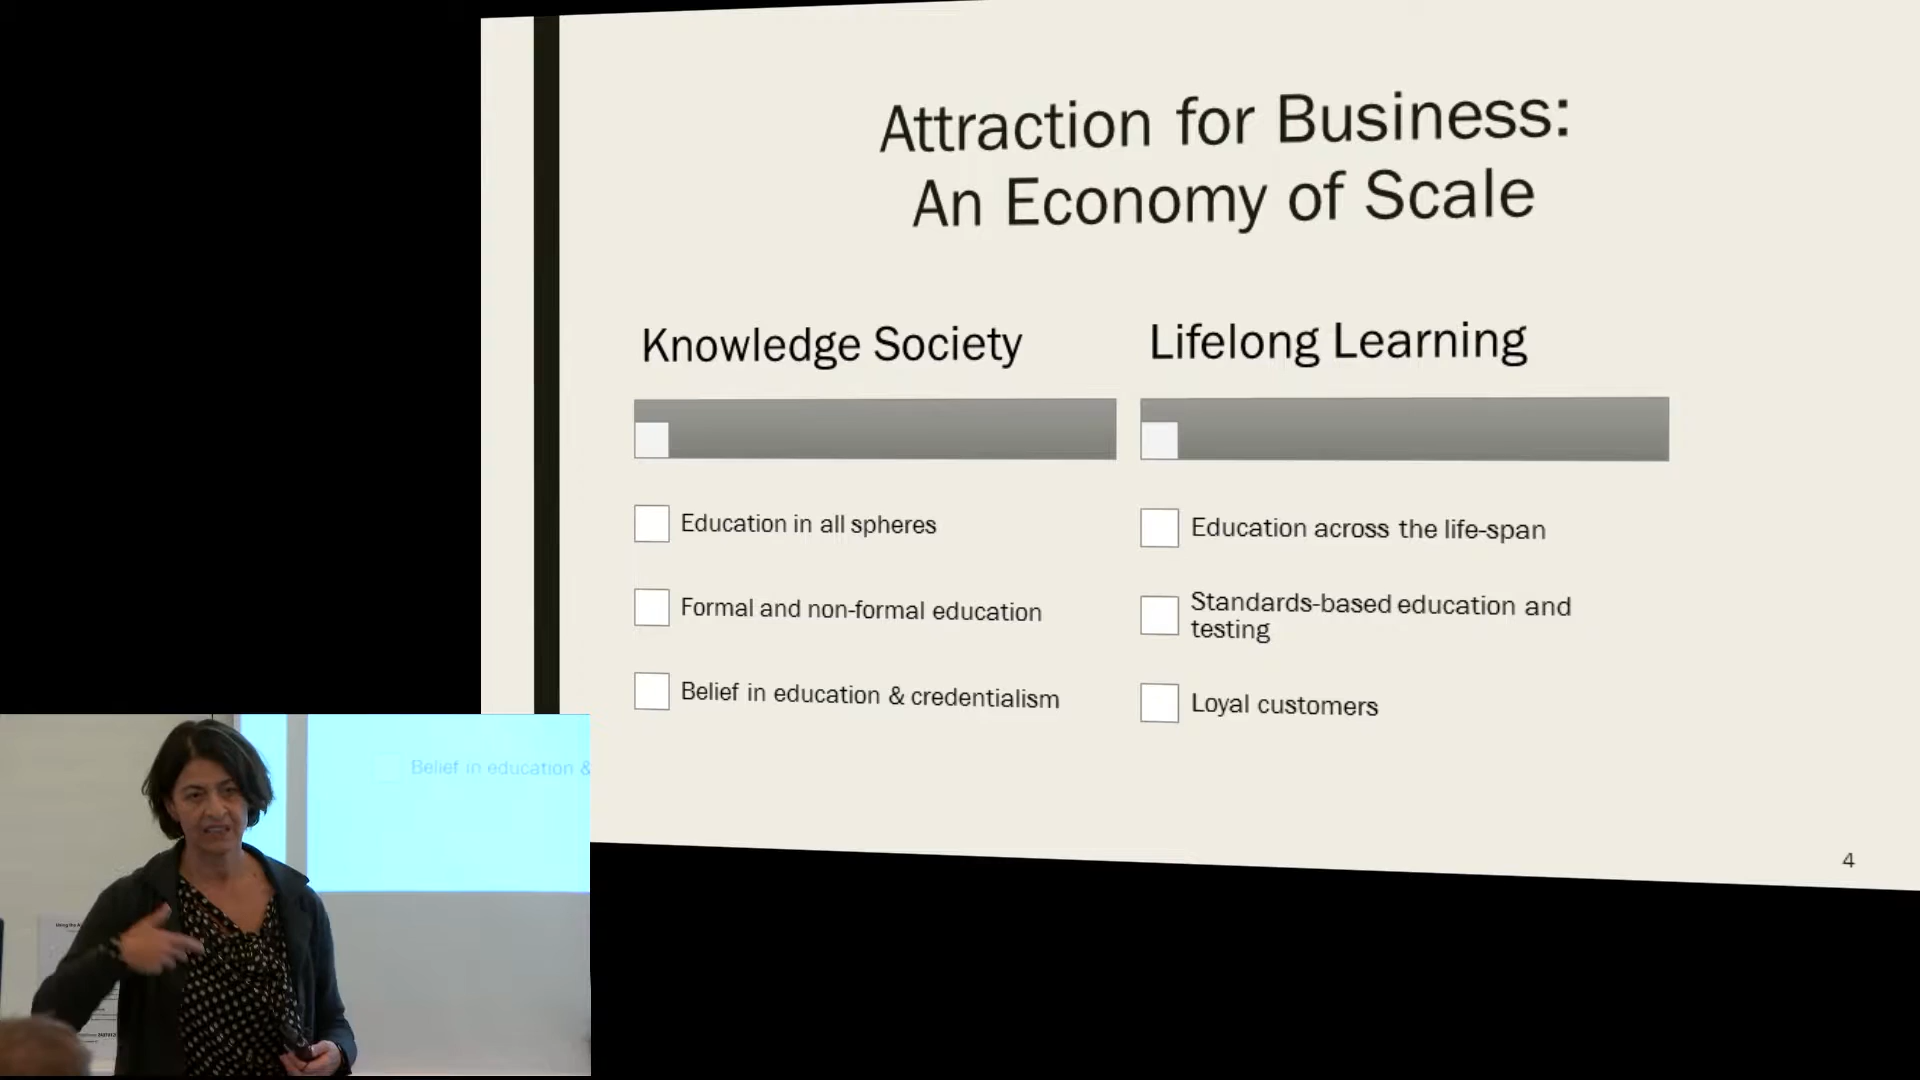 Attraction for Business:
An Economy of Scale
Knowledge Society
Education in all spheres
Formal and non-formal education
Belief in education & credentialism
Lifelong Learning
Education across the life-span
Standards-based education and
testing
Loyal customers
4
Belief in education &